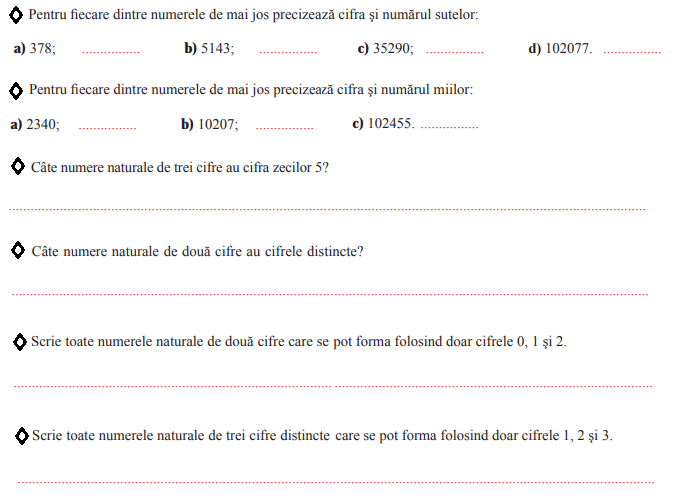 Pentru fiecare dintre numerele de mai jos precizează cifra şi numărul sutelor:
a) 378; ................ b) 5143; ................ c) 35290; ................ d) 102077. ................
Pentru fiecare dintre numerele de mai jos precizează cifra şi numărul miilor:
a) 2340; ................ b) 10207; ................ c) 102455. ................
Câte numere naturale de trei cifre au cifra zecilor 5?
Câte numere naturale de două cifre au cifrele distincte?
Scrie toate numerele naturale de două cifre care se pot forma folosind doar cifrele 0, 1 şi 2.
Scrie toate numerele naturale de trei cifre distincte care se pot forma folosind doar cifrele 1, 2 şi 3.